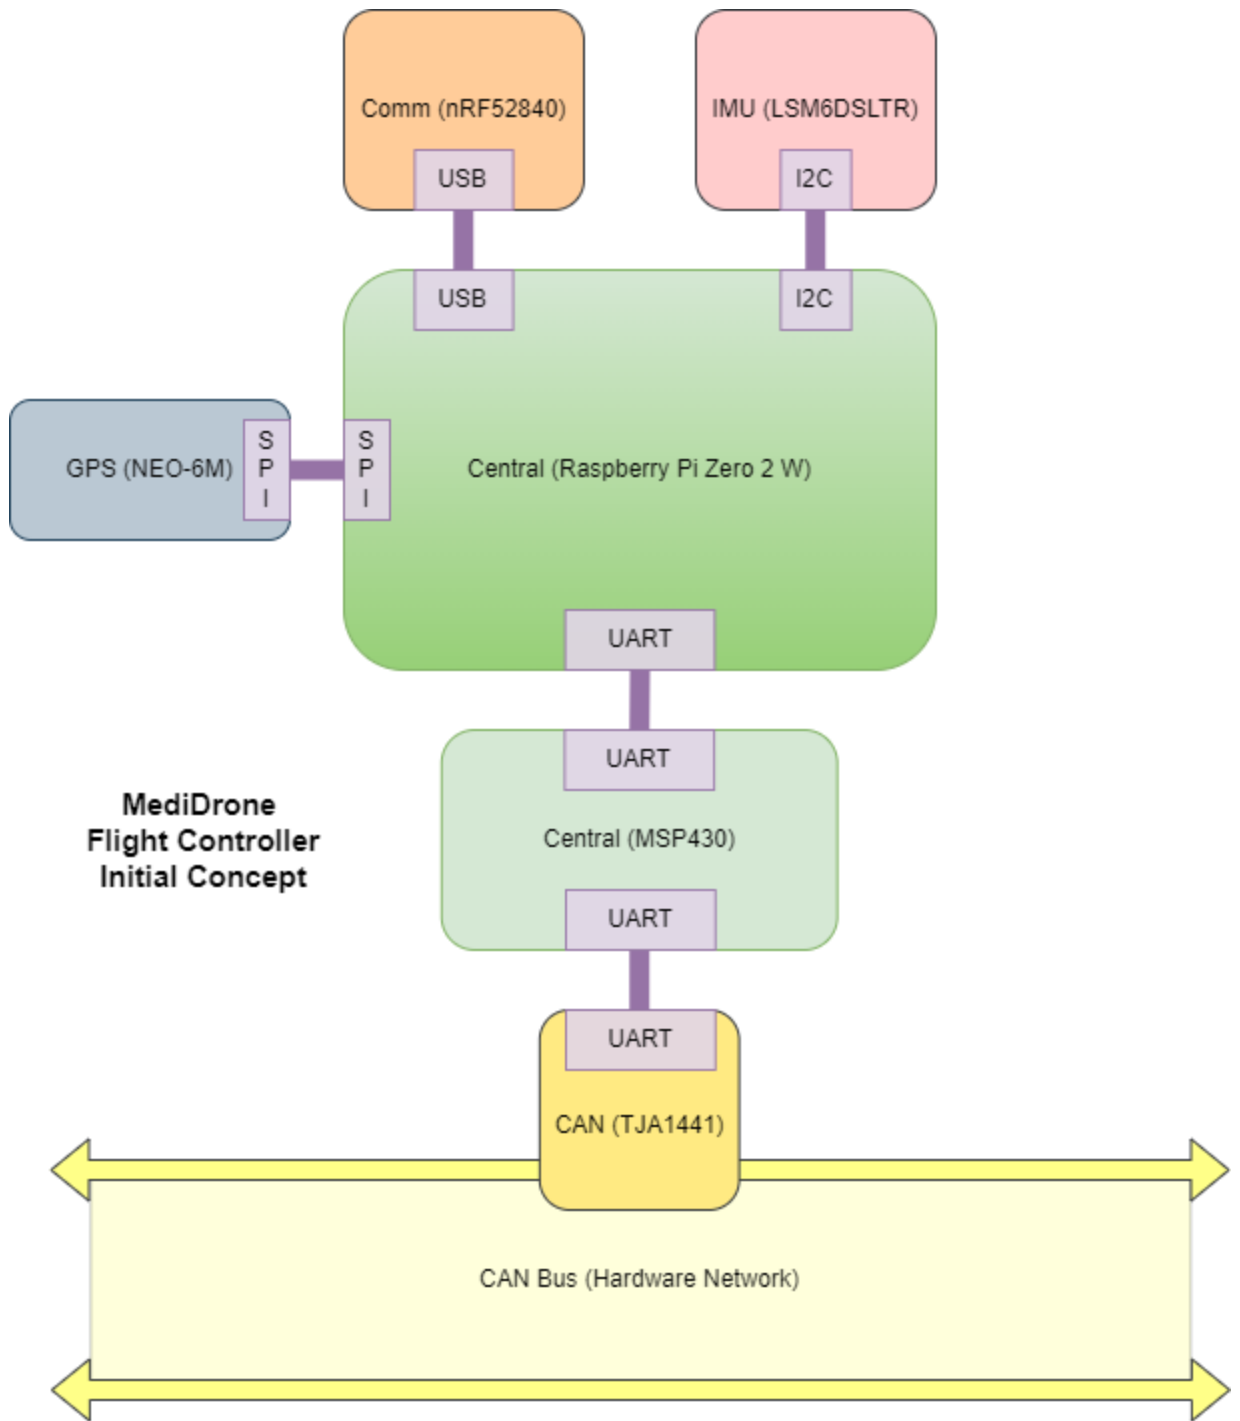 Comm (nRF52840)
USB
IMU (LSM6DSLTR)
I2C
USB
I2C
GPS (NEO-6M)
S
P
I
S
P
I
Central (Raspberry Pi Zero 2 W)
UART
UART
Central (MSP430)
UART
MediDrone
Flight Controller
Initial Concept
UART
CAN (TJA1441)
CAN Bus (Hardware Network)